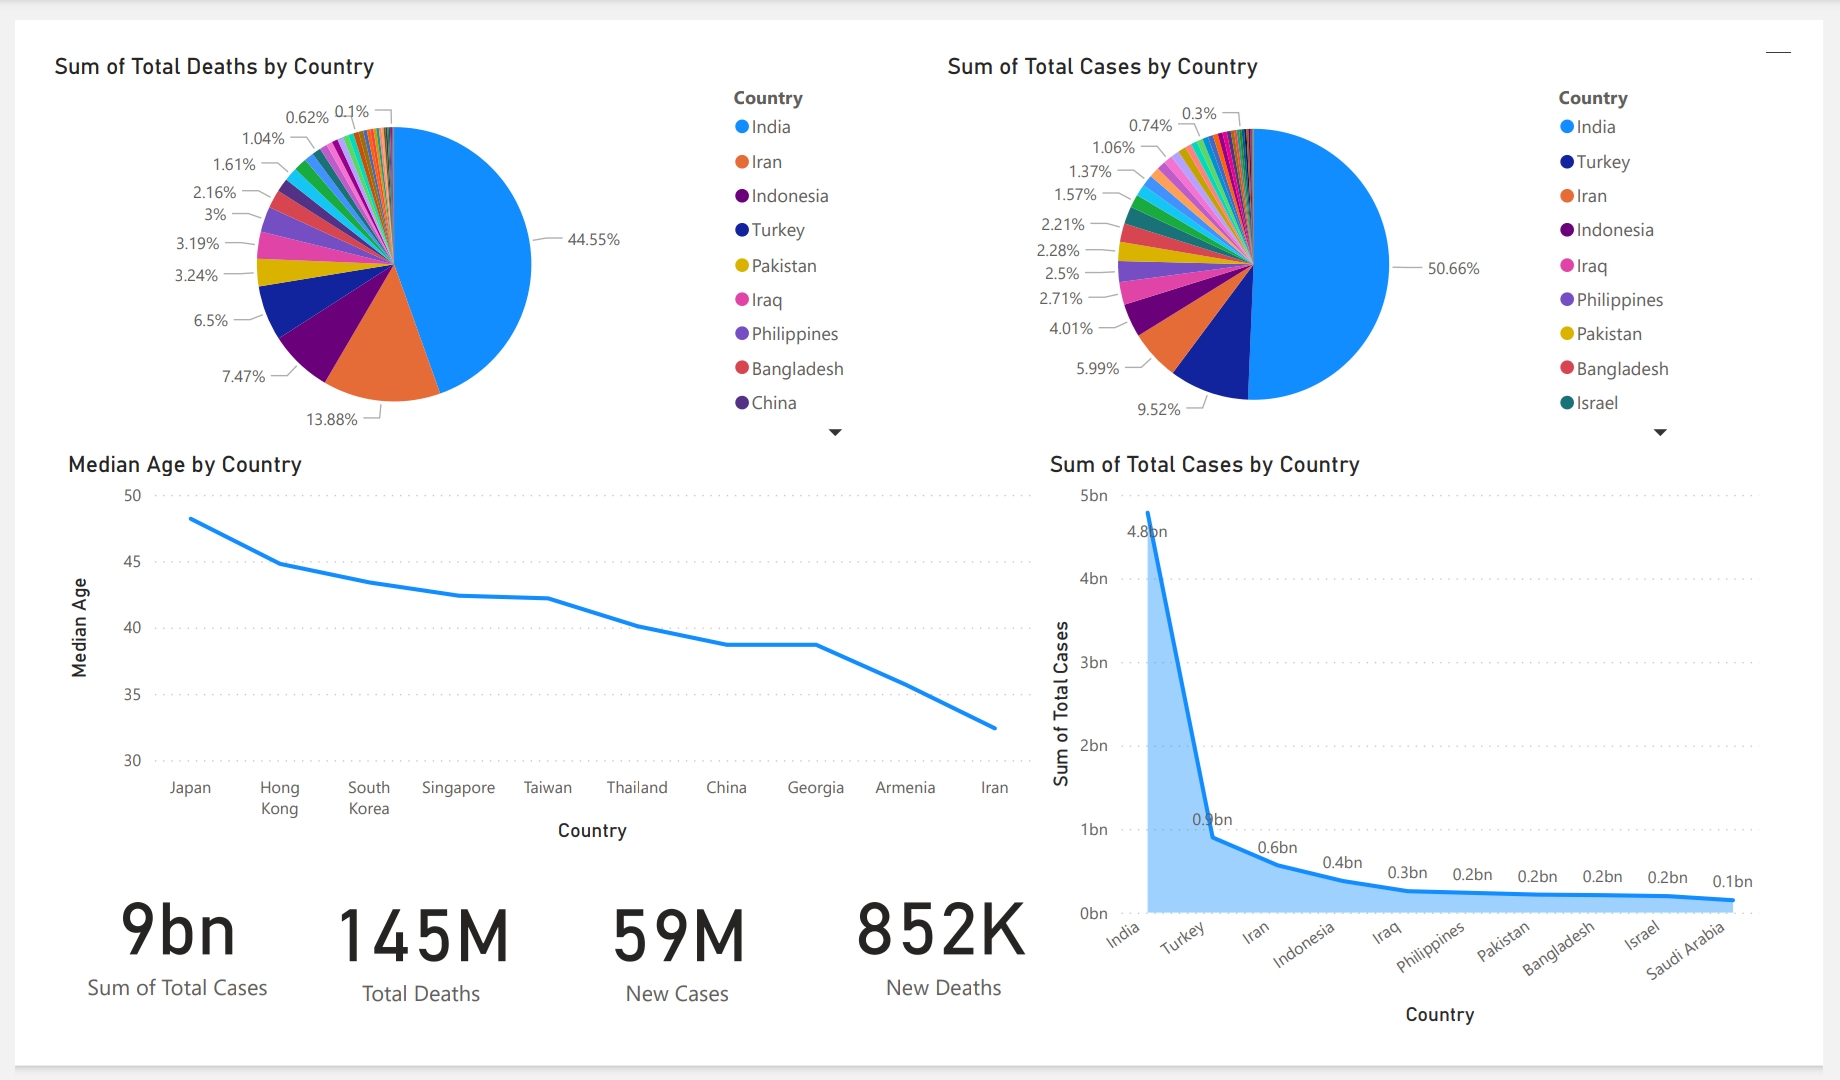 Sum of Total Deaths by Country
0.1%
0.62%
1.04%
1.61%
2.16%
3%
3.19%
3.24%
6.5%
7.47%
13.88%
44.55%
Country
India
Iran
Indonesia
Turkey
Pakistan
Iraq
Philippines
Bangladesh
China
Sum of Total Cases by Country
0.3%
0.74%
1.06%
1.37%
1.57%
2.21%
2.28%
2.5%
2.71%
4.01%
5.99%
9.52%
50.66%
Country
India
Turkey
Iran
Indonesia
Iraq
Philippines
Pakistan
Bangladesh
Israel
Median Age by Country
Median Age
50
45
40
35
30
Japan
Hong
Kong
South
Korea
Singapore
Taiwan
Thailand
China
Georgia
Armenia
Iran
Country
Sum of Total Cases by Country
Sum of Total Cases
5bn
4bn
3bn
2bn
1bn
0bn
4.8bn
0.9bn
0.6bn
0.4bn
0.3bn
0.2bn
0.2bn
0.2bn
0.2bn
0.1bn
India
Turkey
Iran
Indonesia
Iraq
Philippines
Pakistan
Bangladesh
Israel
Saudi Arabia
Country
9bn
Sum of Total Cases
145M
Total Deaths
59M
New Cases
852K
New Deaths